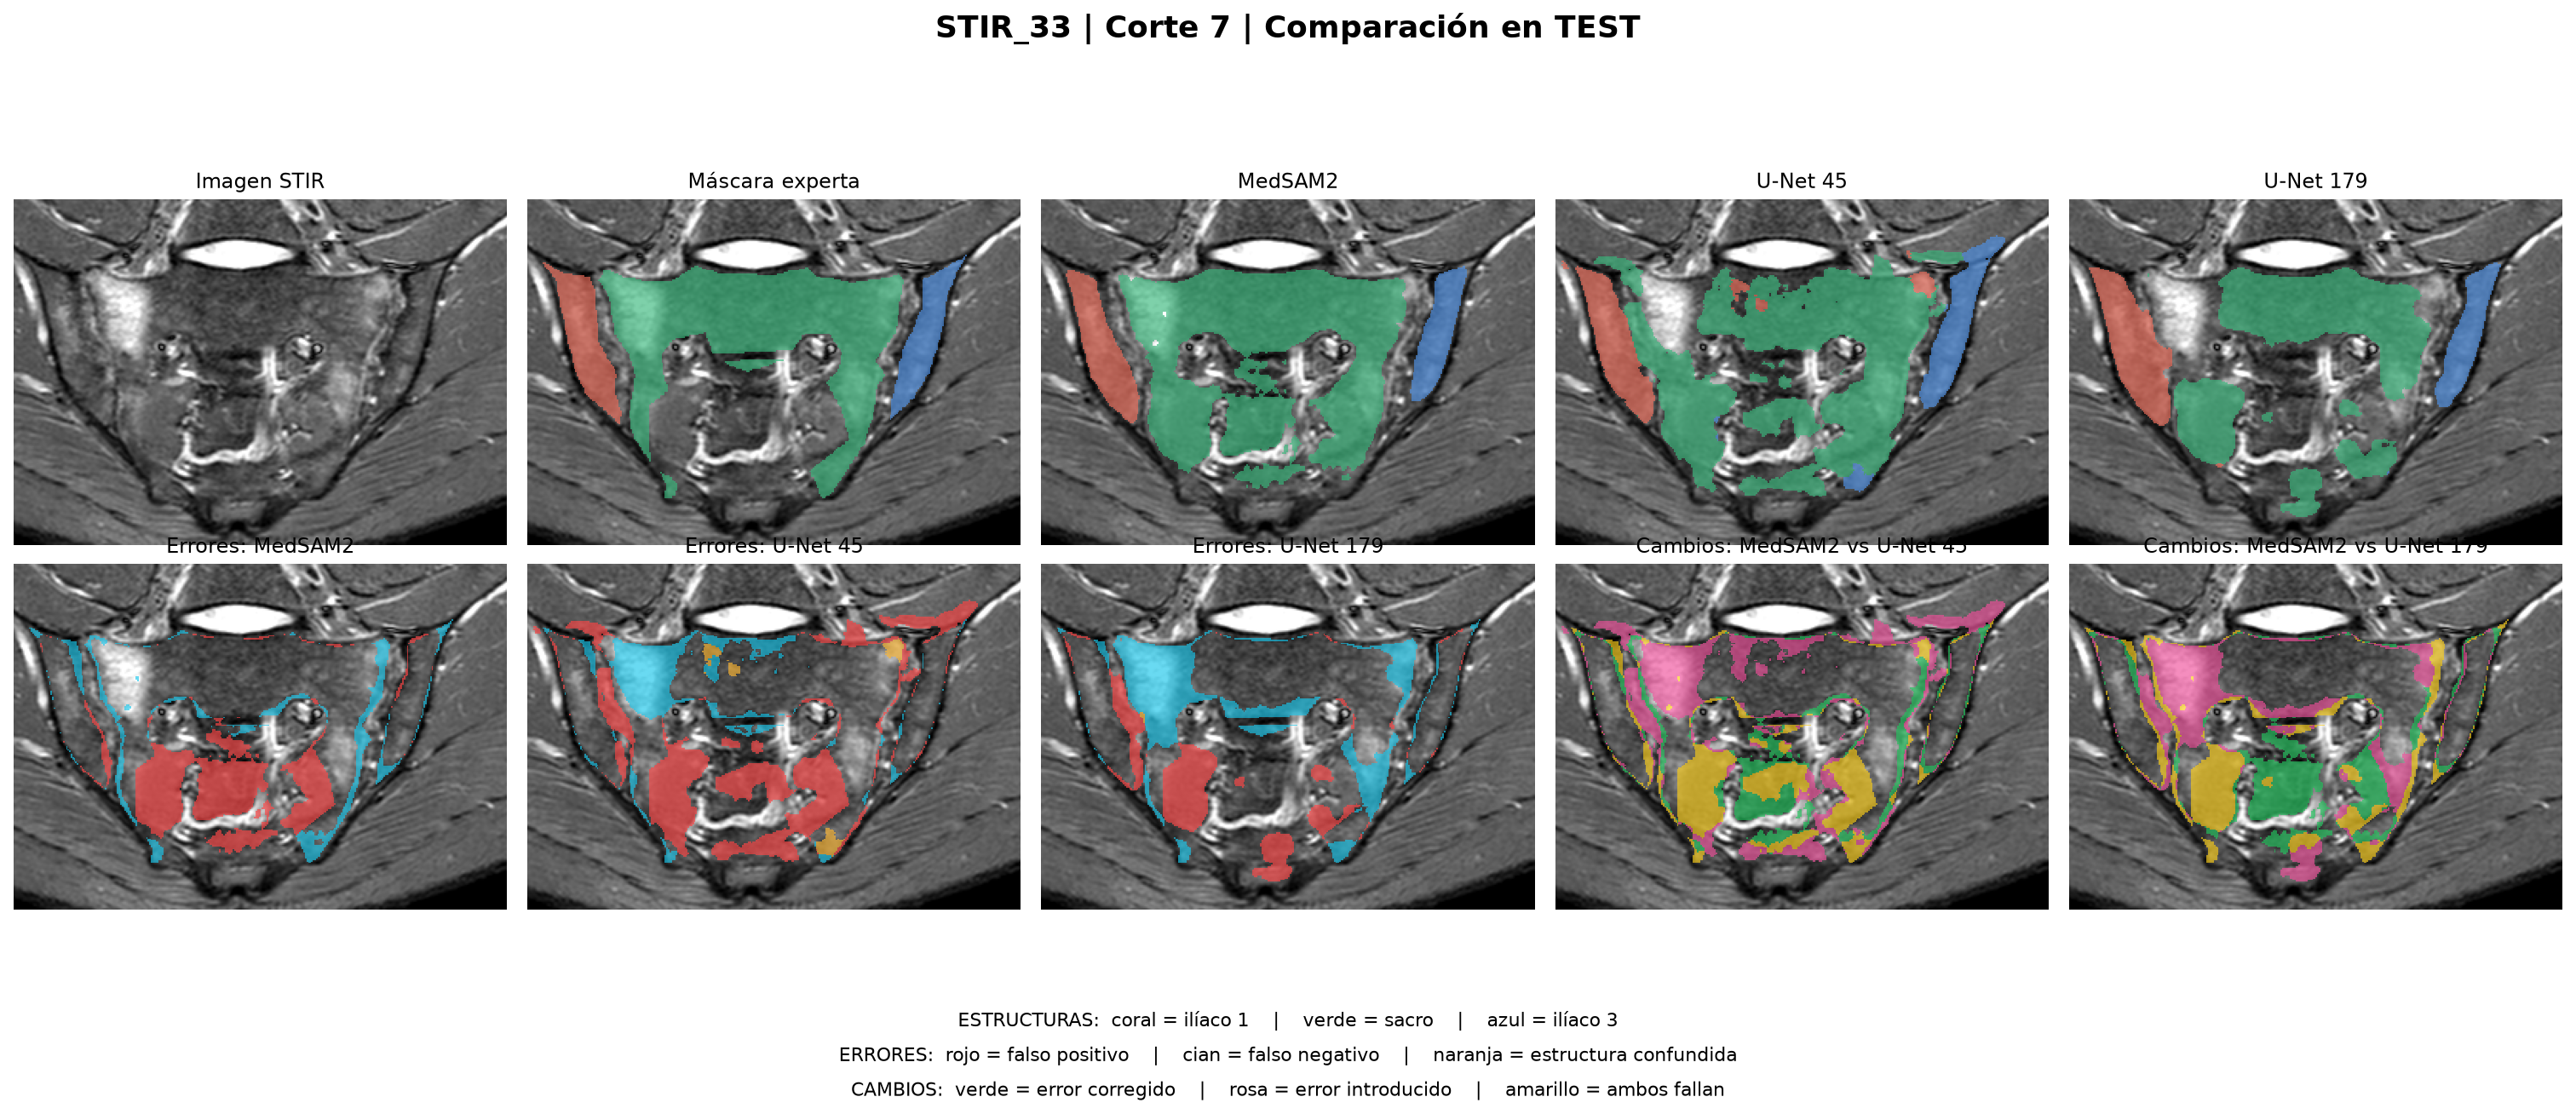 STIR_33 | Corte 7 | Comparación en TEST
Imagen STIR
Máscara experta
MedSAM2
U-Net 45
U-Net 179
Errores: MedSAM2
Errores: U-Net 45
Errores: U-Net 179
Cambios: MedSAM2 vs U-Net 45
Cambios: MedSAM2 vs U-Net 179
ESTRUCTURAS: coral = ilíaco 1 | verde = sacro | azul = ilíaco 3
ERRORES: rojo = falso positivo | cian = falso negativo | naranja = estructura confundida
CAMBIOS: verde = error corregido | rosa = error introducido | amarillo = ambos fallan